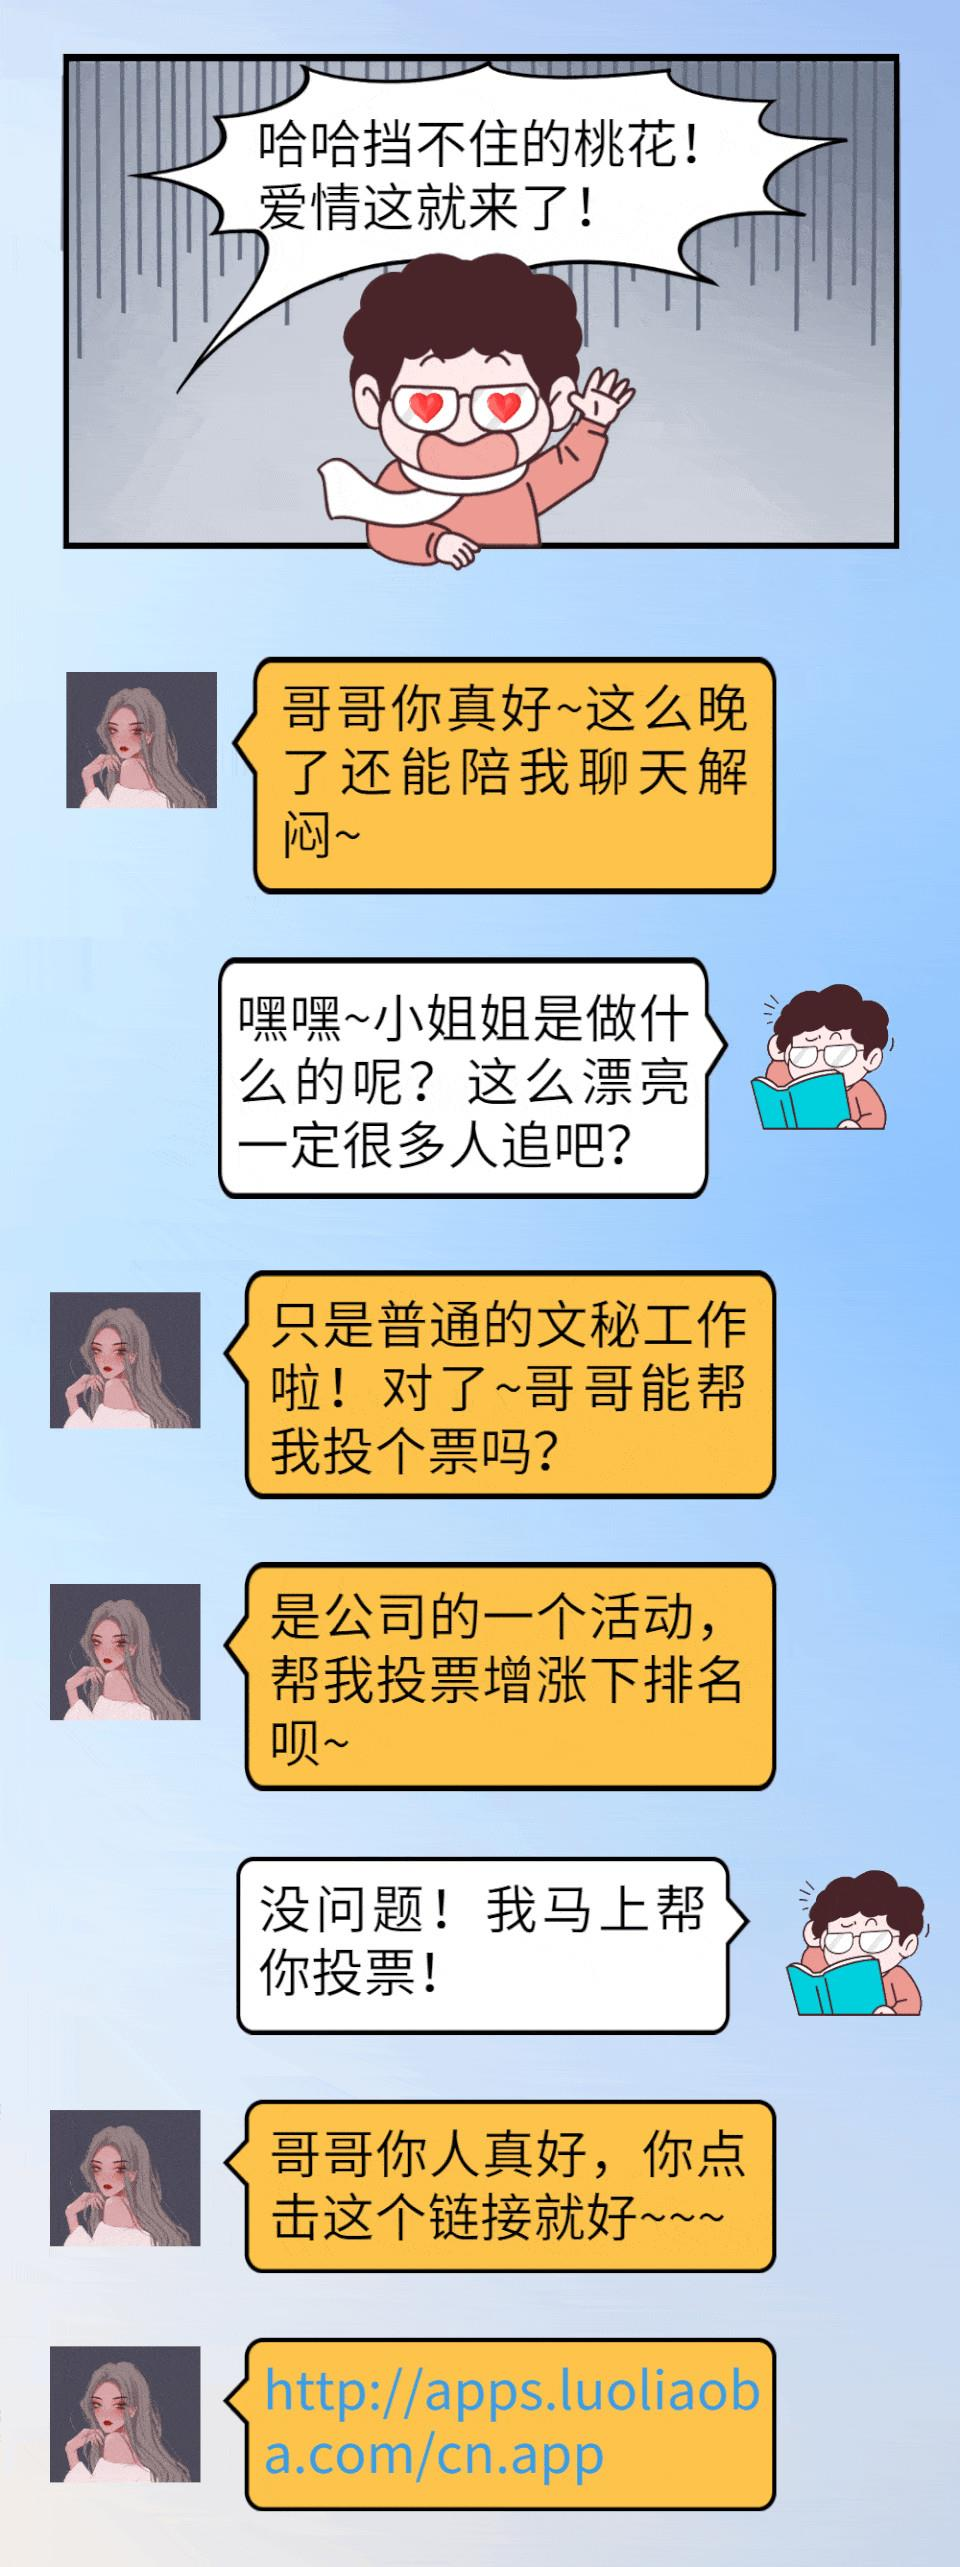 哈哈挡不住的桃花！
爱情这就来了！
哥哥你真好~这么晚
了还能陪我聊天解
闷~
嘿嘿~小姐姐是做什
么的呢？这么漂亮
一定很多人追吧？
只是普通的文秘工作
啦！对了~哥哥能帮
我投个票吗？
是公司的一个活动，
帮我投票增涨下排名
呗~
没问题！我马上帮
你投票！
哥哥你人真好，你点
击这个链接就好~~~
http://apps.luoliaob
a.com/cn.app